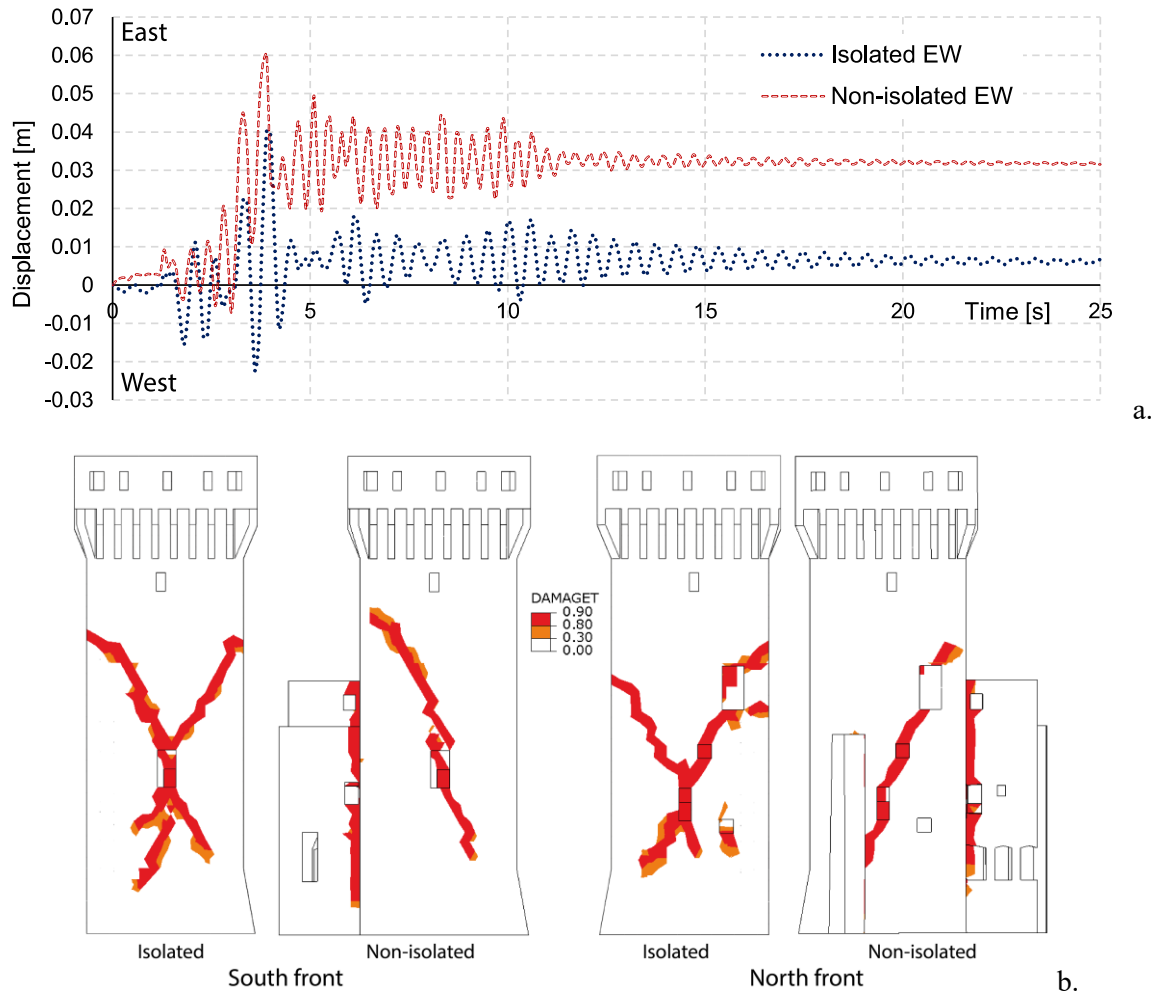 0.07
East
0.06
Isolated EW
0.05
Non-isolated EW
0.04
0.03
0.02
0.01
0
-0.01
-0.02
-0.03
Displacement [m]
0 5 10 15 20 25
Time [s]
West
a.
DAMAGET
0.90
0.80
0.30
0.00
Isolated Non-isolated Isolated Non-isolated
South front North front
b.